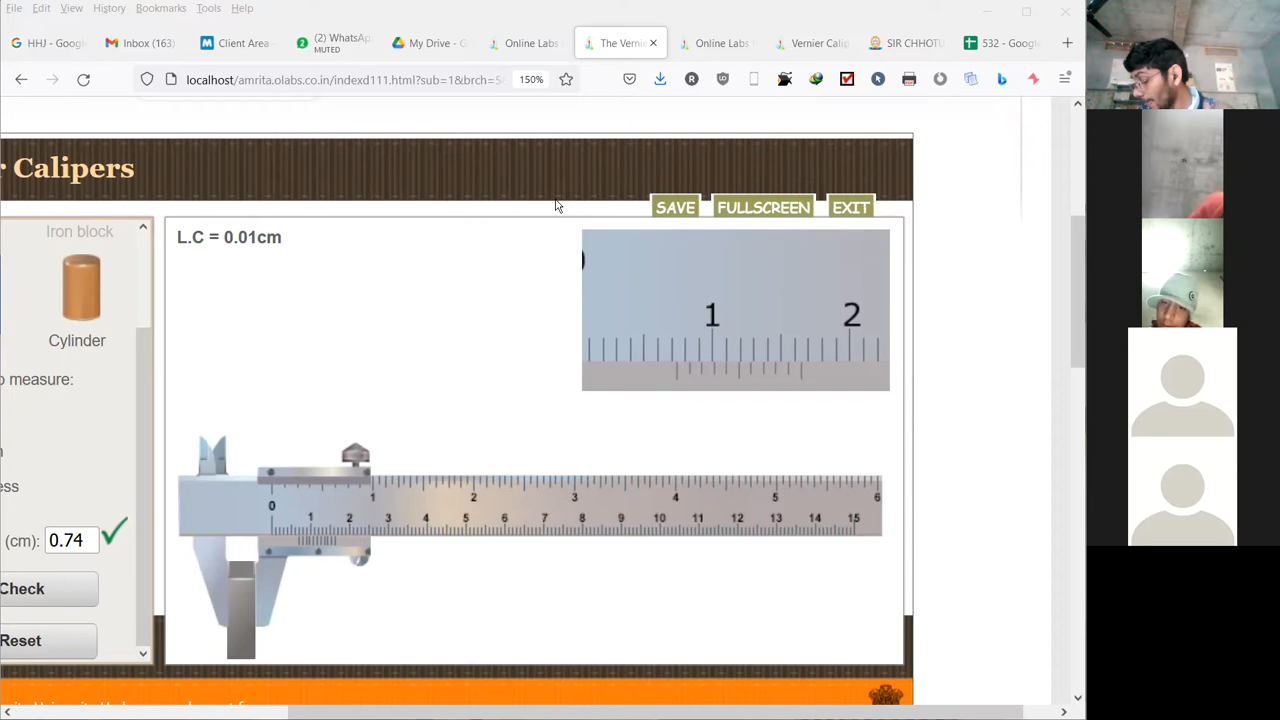 File Edit View History Bookmarks Tools Help
HHJ - Goog
Inbox (163)
Client Area
(2) WhatsAp
MUTED
My Drive - G
Online Labs
The Vernie
Online Labs
Vernier Calip
SIR CHHOTU
532 - Google
localhost/amrita.olabs.co.in/indexd111.html?sub=1&brch=
150%
r Calipers
SAVE FULLSCREEN EXIT
Iron block
L.C = 0.01cm
Cylinder
1 2
o measure:
ess
(cm): 0.74
Check
Reset
0 1 2 3 4 5 6
1 2 3 4 5 6 7 8 9 10 11 12 13 14 15